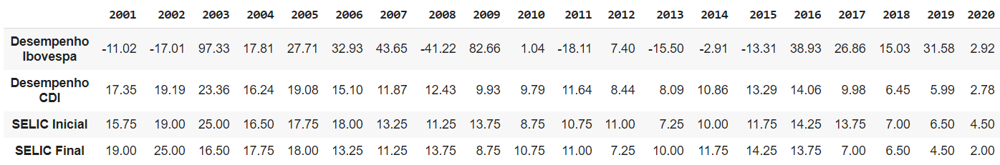 2001 2002 2003 2004 2005 2006 2007 2008 2009 2010 2011 2012 2013 2014 2015 2016 2017 2018 2019 2020
Desempenho Ibovespa -11.02 -17.01 97.33 17.81 27.71 32.93 43.65 -41.22 82.66 1.04 -18.11 7.40 -15.50 -2.91 -13.31 38.93 26.86 15.03 31.58 2.92
Desempenho CDI 17.35 19.19 23.36 16.24 19.08 15.10 11.87 12.43 9.93 9.79 11.64 8.44 8.09 10.86 13.29 14.06 9.98 6.45 5.99 2.78
SELIC Inicial 15.75 19.00 25.00 16.50 17.75 18.00 13.25 11.25 13.75 8.75 10.75 11.00 7.25 10.00 11.75 14.25 13.75 7.00 6.50 4.50
SELIC Final 19.00 25.00 16.50 17.75 18.00 13.25 11.25 13.75 8.75 10.75 11.00 7.25 10.00 11.75 14.25 13.75 7.00 6.50 4.50 2.00